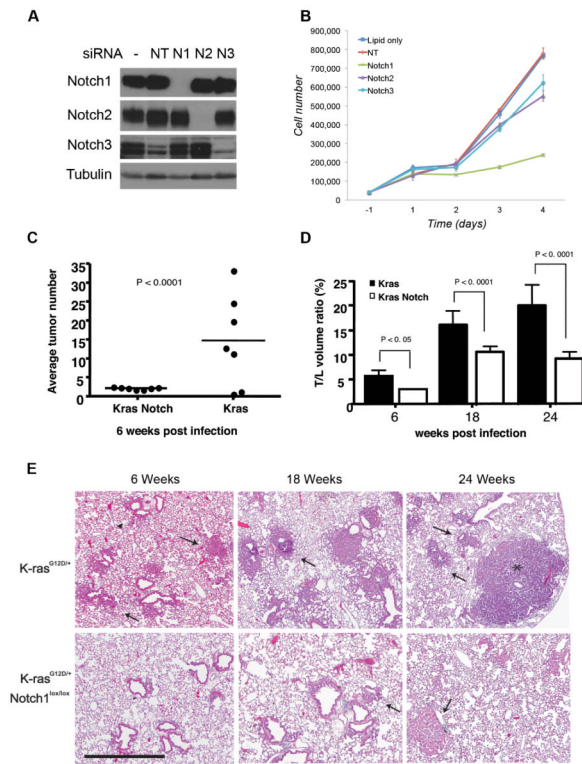 A
siRNA - NT N1 N2 N3
Notch1
Notch2
Notch3
Tubulin
B
Cell number
900,000
800,000
700,000
600,000
500,000
400,000
300,000
200,000
100,000
0
Lipid only
NT
Notch1
Notch2
Notch3
-1 1 2 3 4
Time (days)
C
Average tumor number
35
30
25
20
15
10
5
0
P < 0.0001
Kras Notch Kras
6 weeks post infection
D
T/L volume ratio (%)
25
20
15
10
5
0
Kras
Kras Notch
P < 0. 05
P < 0. 0001
P < 0. 0001
6 18 24
weeks post infection
E
6 Weeks 18 Weeks 24 Weeks
K-ras G12D/+
*
K-ras G12D/+
Notch1 lox/lox